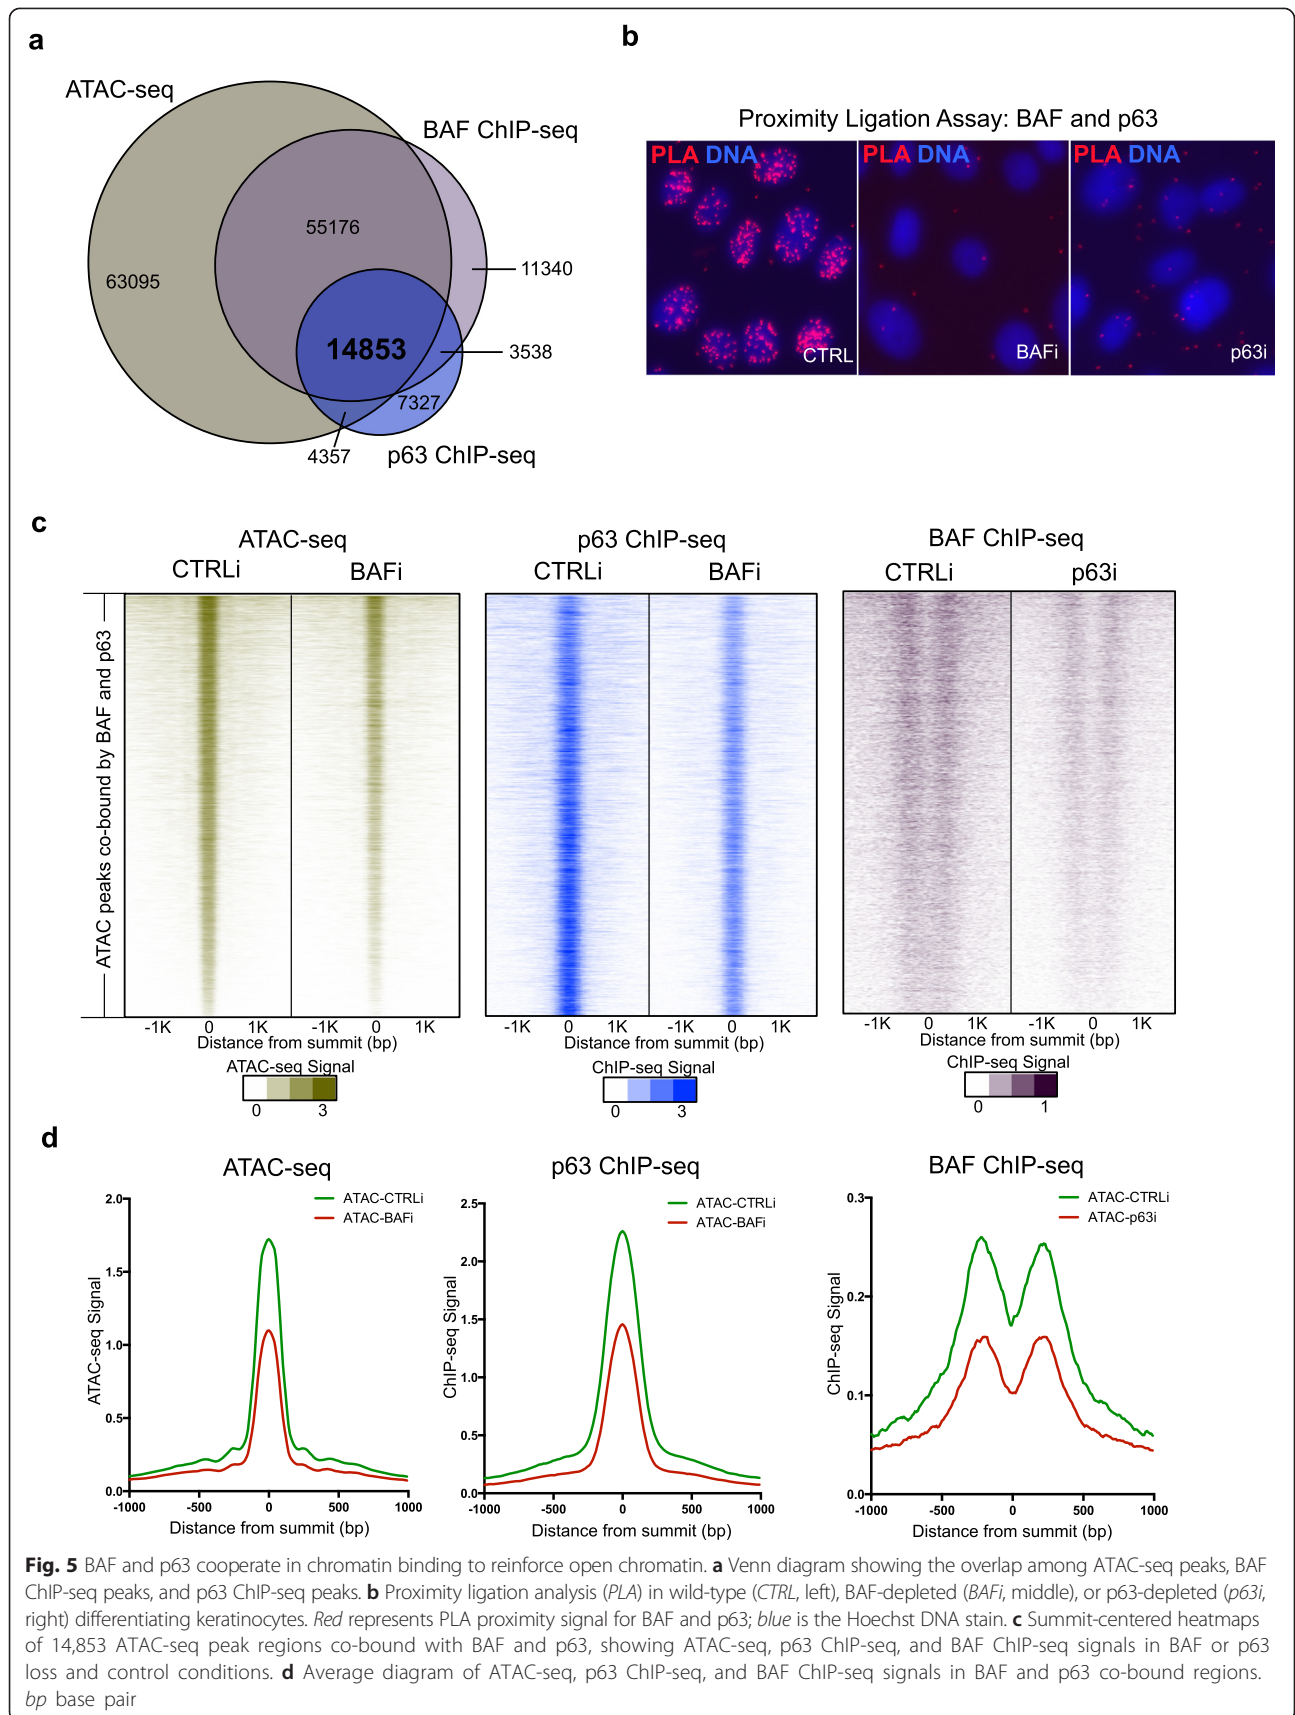 a
ATAC-seq
BAF ChIP-seq
55176
63095
11340
14853
3538
7327
4357
p63 ChIP-seq
b
Proximity Ligation Assay: BAF and p63
PLA DNA
PLA DNA
PLA DNA
CTRL
BAFi
p63i
c
ATAC-seq
CTRLi BAFi
p63 ChIP-seq
CTRLi BAFi
BAF ChIP-seq
CTRLi p63i
ATAC peaks co-bound by BAF and p63
-1K 0 1K -1K 0 1K
Distance from summit (bp)
ATAC-seq Signal
0 3
-1K 0 1K -1K 0 1K
Distance from summit (bp)
ChIP-seq Signal
0 3
-1K 0 1K -1K 0 1K
Distance from summit (bp)
ChIP-seq Signal
0 1
d
ATAC-seq
ATAC-CTRLi
ATAC-BAFi
ATAC-seq Signal
2.0
1.5
1.0
0.5
0.0
-1000 -500 0 500 1000
Distance from summit (bp)
p63 ChIP-seq
ATAC-CTRLi
ATAC-BAFi
ChIP-seq Signal
2.5
2.0
1.5
1.0
0.5
0.0
-1000 -500 0 500 1000
Distance from summit (bp)
BAF ChIP-seq
ATAC-CTRLi
ATAC-p63i
ChIP-seq Signal
0.3
0.2
0.1
0.0
-1000 -500 0 500 1000
Distance from summit (bp)
Fig. 5 BAF and p63 cooperate in chromatin binding to reinforce open chromatin. a Venn diagram showing the overlap among ATAC-seq peaks, BAF
ChIP-seq peaks, and p63 ChIP-seq peaks. b Proximity ligation analysis (PLA) in wild-type (CTRL, left), BAF-depleted (BAFi, middle), or p63-depleted (p63i,
right) differentiating keratinocytes. Red represents PLA proximity signal for BAF and p63; blue is the Hoechst DNA stain. c Summit-centered heatmaps
of 14,853 ATAC-seq peak regions co-bound with BAF and p63, showing ATAC-seq, p63 ChIP-seq, and BAF ChIP-seq signals in BAF or p63
loss and control conditions. d Average diagram of ATAC-seq, p63 ChIP-seq, and BAF ChIP-seq signals in BAF and p63 co-bound regions.
bp base pair